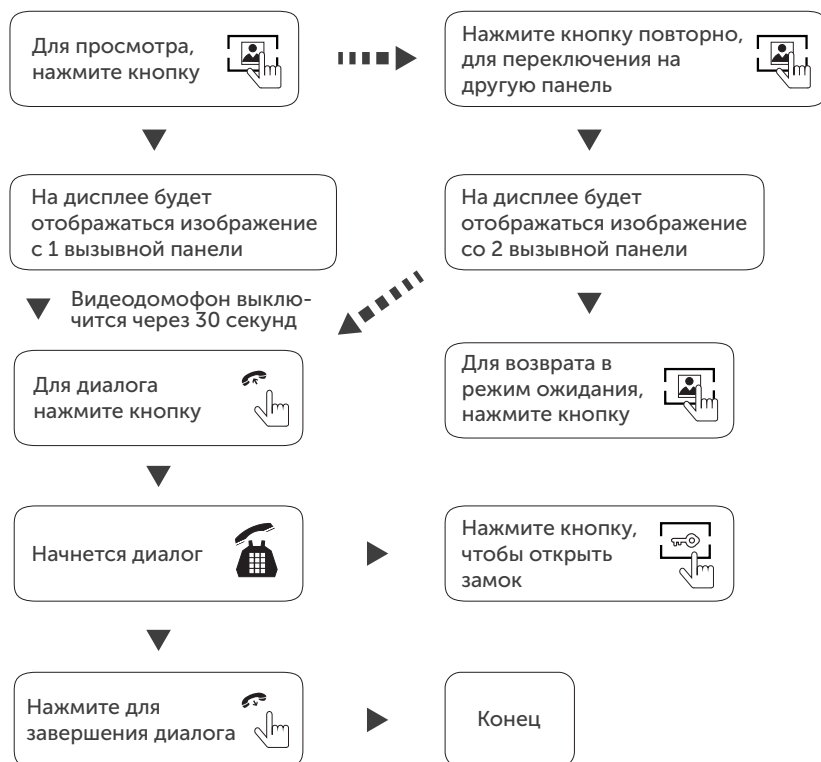 Для просмотра,
нажмите кнопку
Нажмите кнопку повторно,
для переключения на
другую панель
На дисплее будет
отображаться изображение
с 1 вызывной панели
На дисплее будет
отображаться изображение
со 2 вызывной панели
Видеодомофон выклю-
чится через 30 секунд
Для диалога
нажмите кнопку
Для возврата в
режим ожидания,
нажмите кнопку
Начнется диалог
Нажмите кнопку,
чтобы открыть
замок
Нажмите для
завершения диалога
Конец